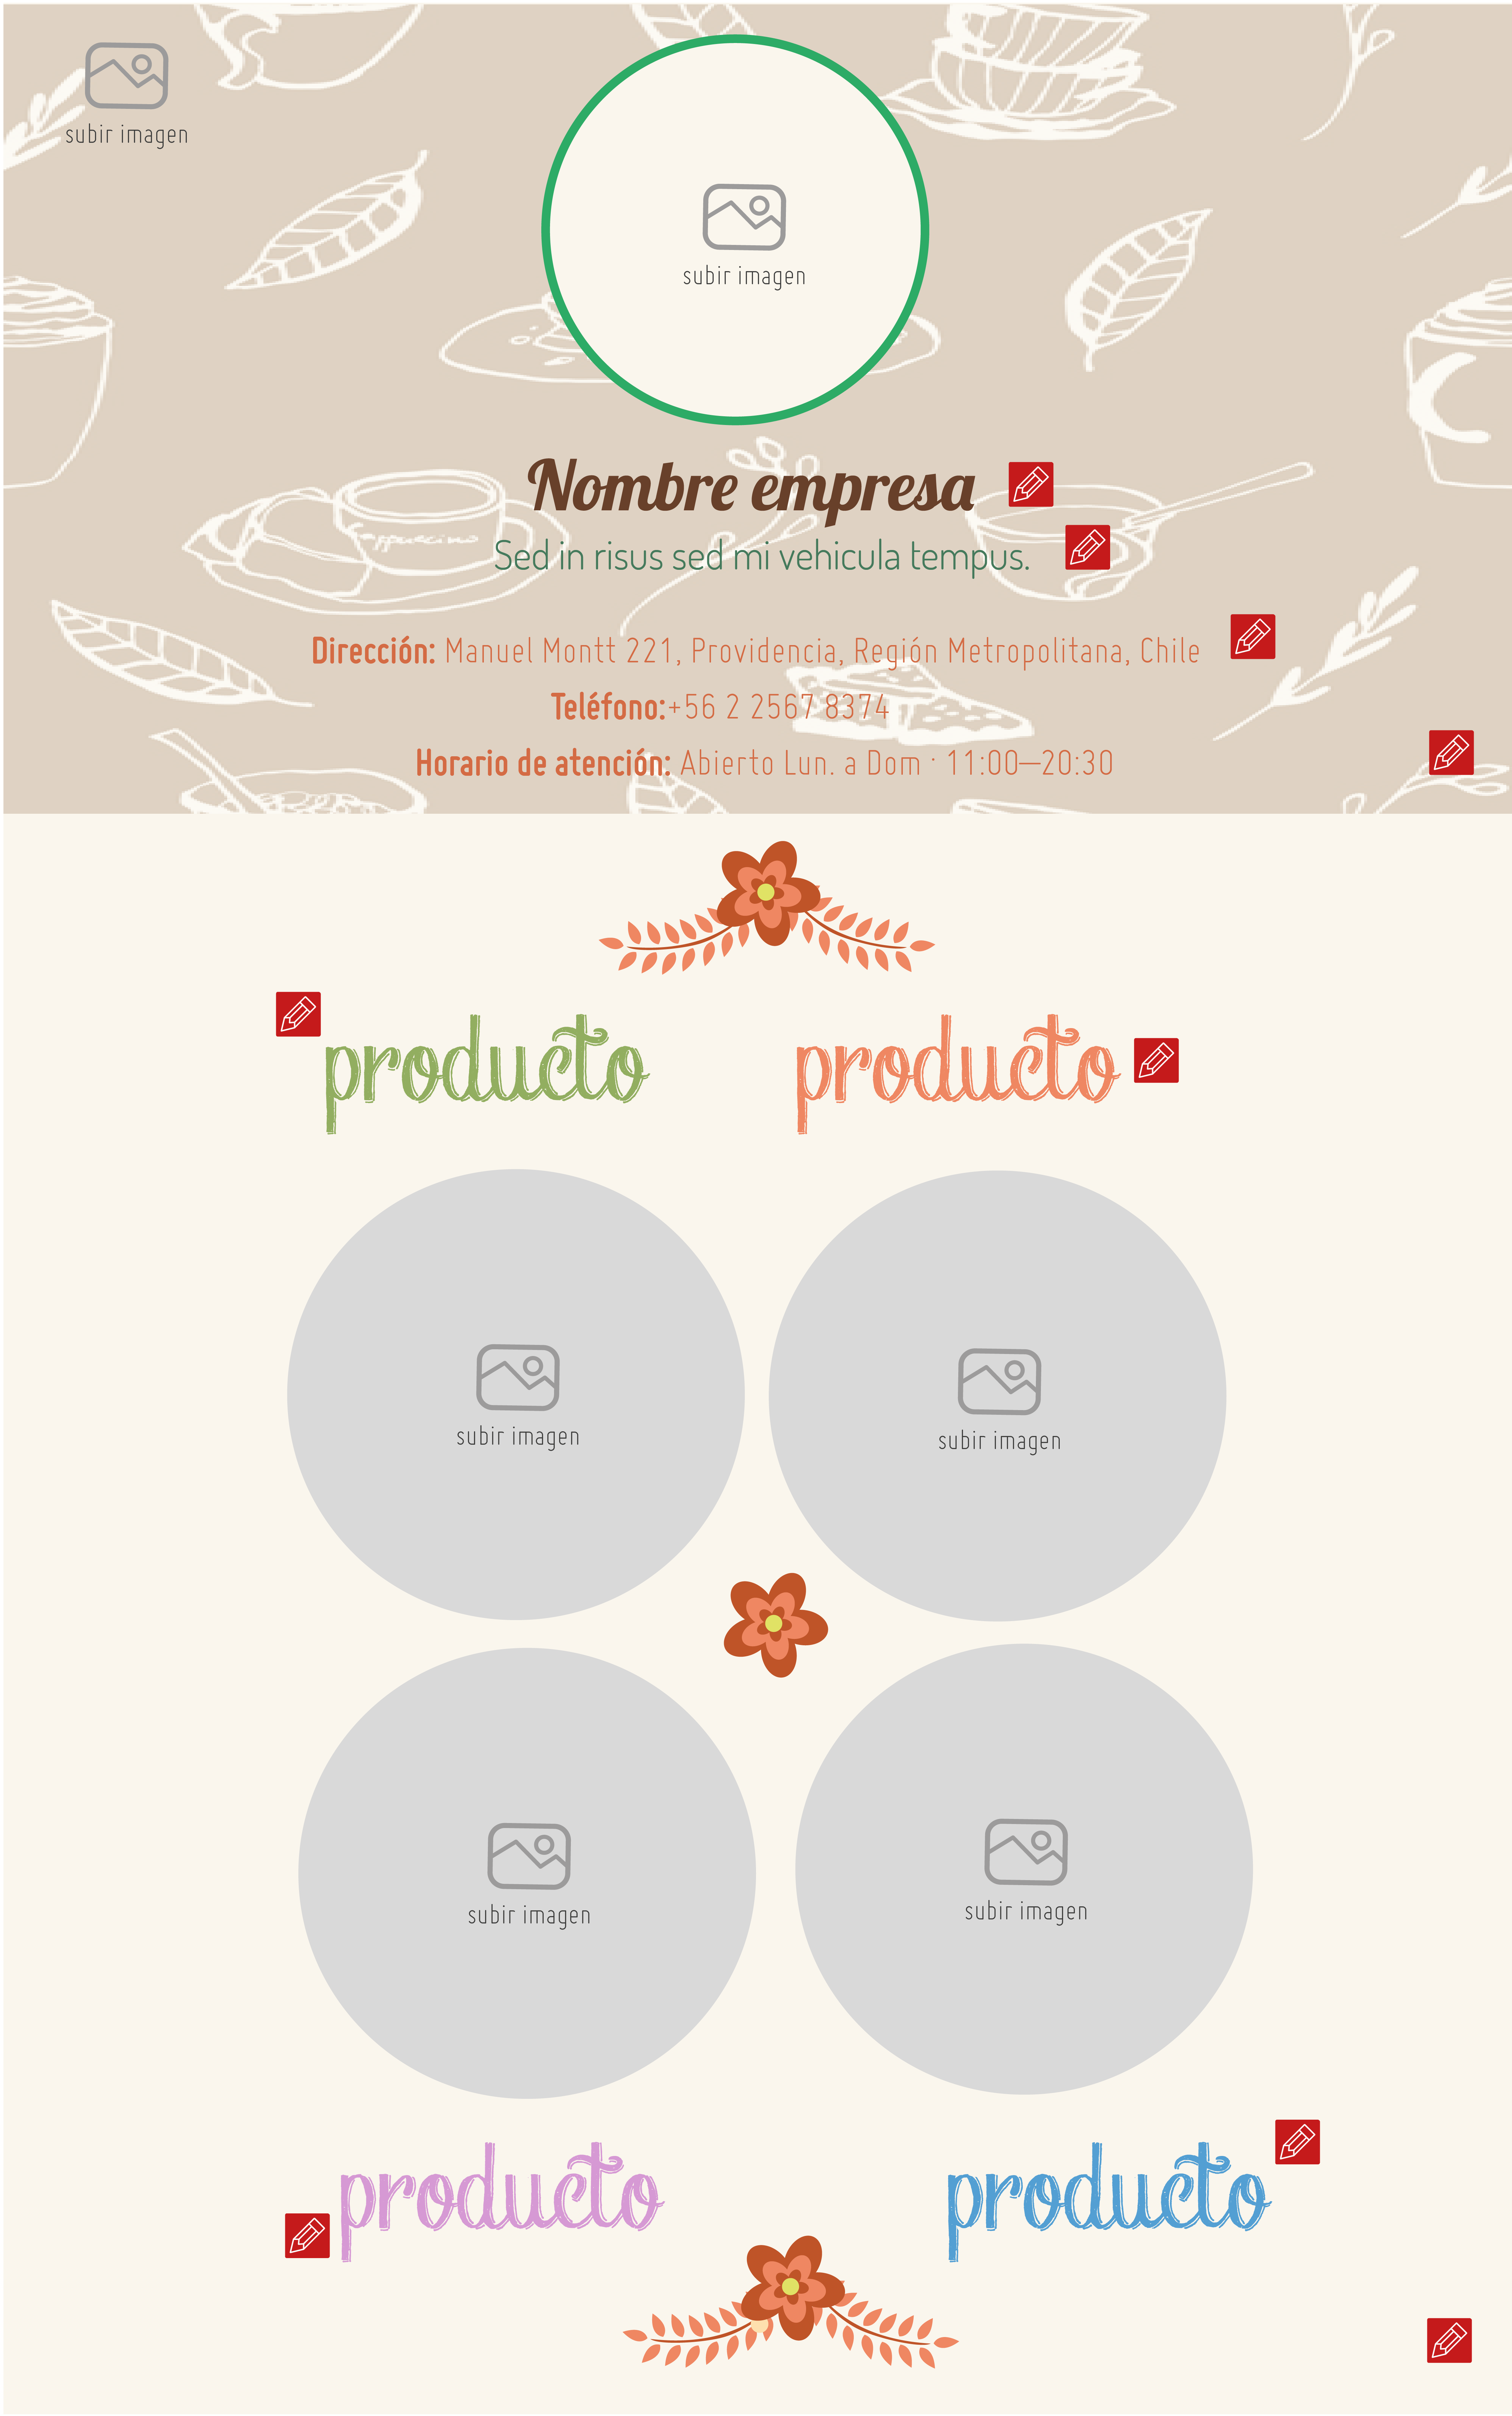 subir imagen
subir imagen
Nombre empresa
Sed in risus sed mi vehicula tempus.
Dirección: Manuel Montt 221, Providencia, Región Metropolitana, Chile
Teléfono:+56 2 2567 8374
Horario de atención: Abierto Lun. a Dom · 11:00—20:30
producto
producto
subir imagen
subir imagen
subir imagen
subir imagen
producto
producto